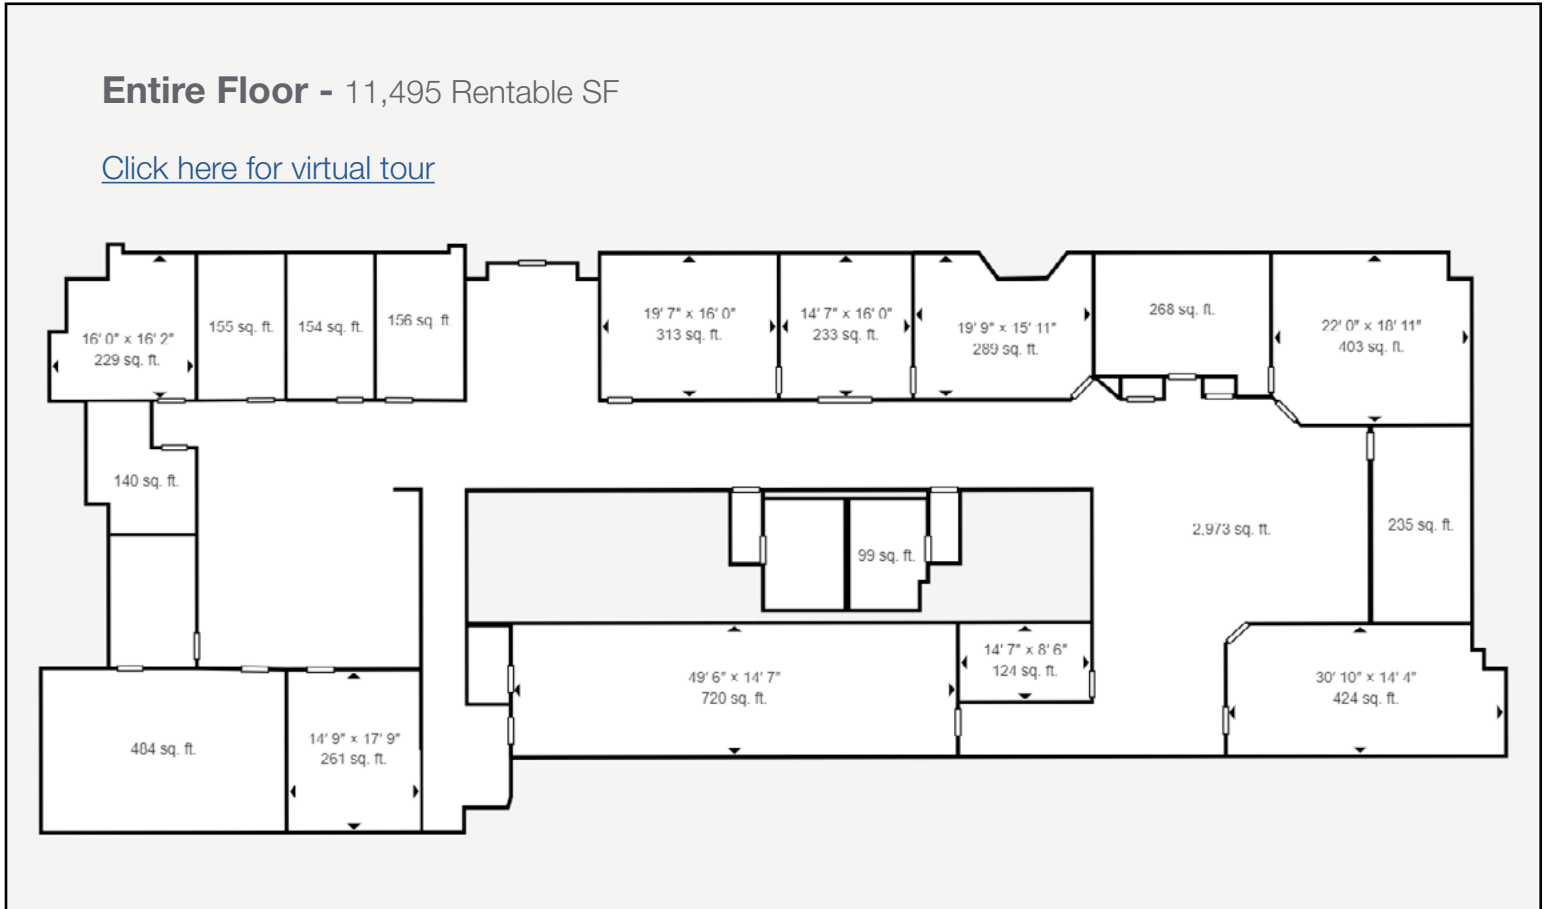 Entire Floor - 11,495 Rentable SF
Click here for virtual tour
16' 0" x 16' 2"
229 sq. ft.
155 sq. ft.
154 sq. ft.
156 sq. ft.
19' 7" x 16' 0"
313 sq. ft.
14' 7" x 16' 0"
233 sq. ft.
19' 9" x 15' 11"
289 sq. ft.
268 sq. ft.
22' 0" x 18' 11"
403 sq. ft.
140 sq. ft.
99 sq. ft.
2,973 sq. ft.
235 sq. ft.
49' 6" x 14' 7"
720 sq. ft.
14' 7" x 8' 6"
124 sq. ft.
30' 10" x 14' 4"
424 sq. ft.
484 sq. ft.
14' 9" x 17' 9"
261 sq. ft.